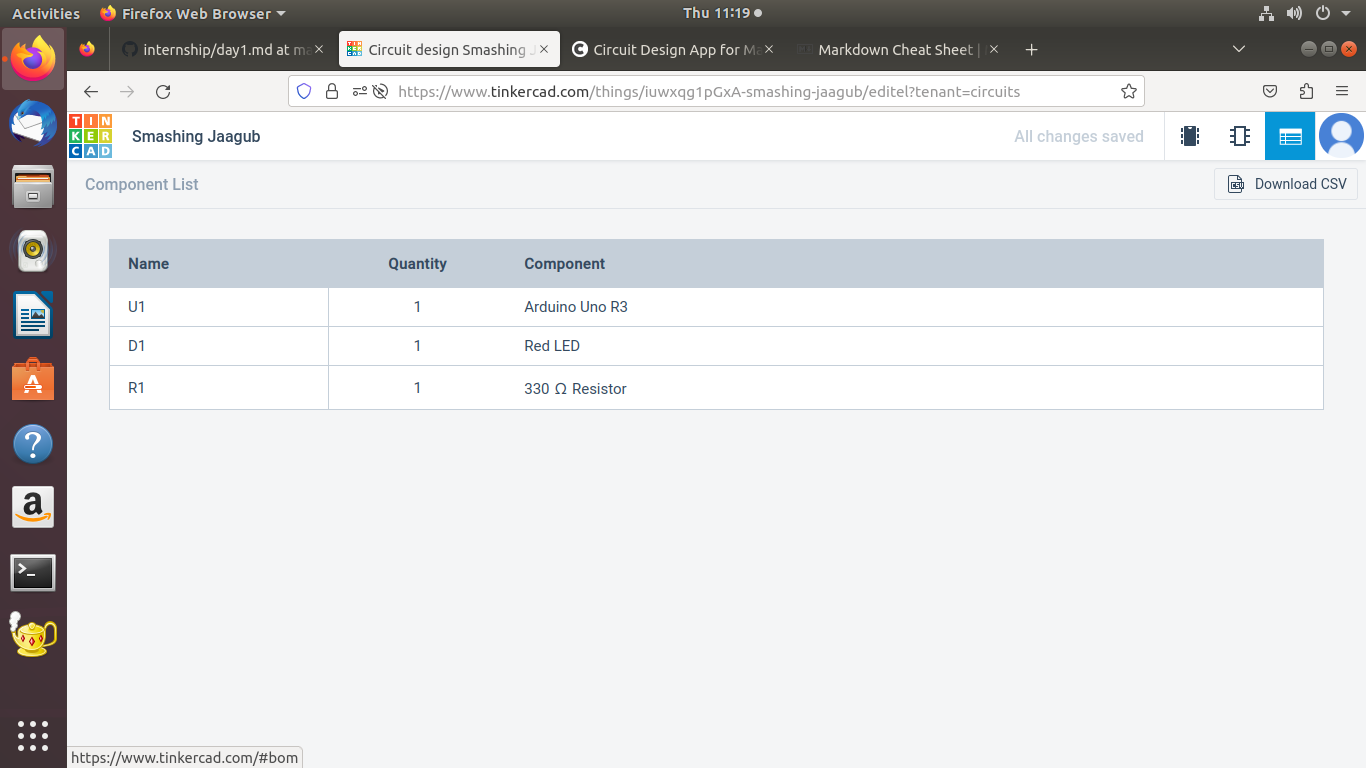 Activities Firefox Web Browser Thu 11:19
internship/day1.md at ma Circuit design Smashing J Circuit Design App for Ma Markdown Cheat Sheet |
https://www.tinkercad.com/things/iuwxqg1pGxA-smashing-jaagub/editel?tenant=circuits
TIN
KER
CAD
Smashing Jaagub All changes saved
Component List Download CSV
Name Quantity Component
U1 1 Arduino Uno R3
D1 1 Red LED
R1 1 330 Ω Resistor
https://www.tinkercad.com/#bom